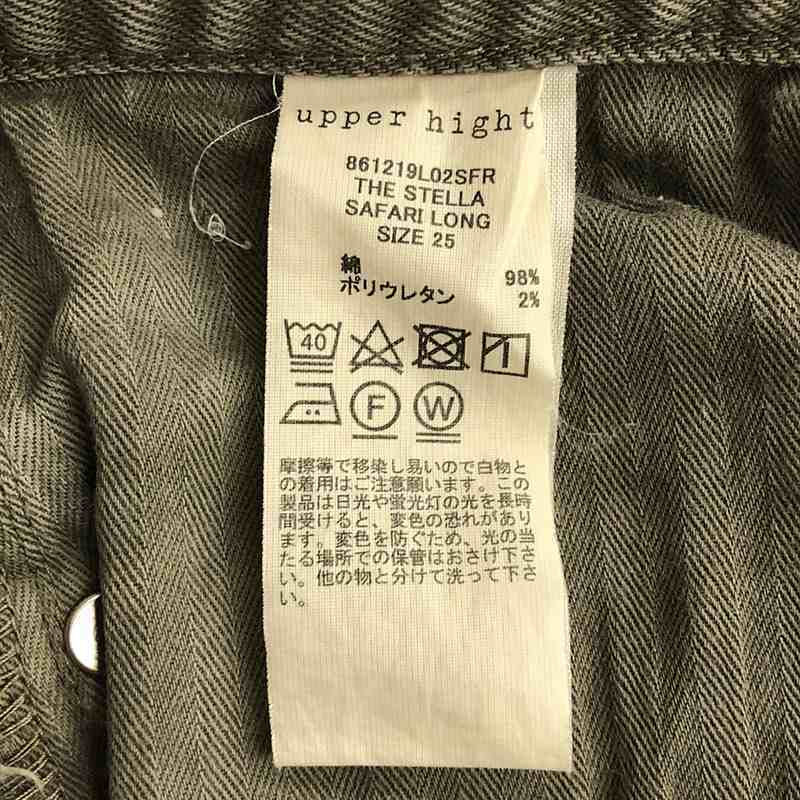 upper hight
861219L02SFR
THE STELLA
SAFARI LONG
SIZE 25
綿 98%
ポリウレタン 2%
40
F W
摩擦等で移染し易いので白物と
の着用はご注意願います。この
製品は日光や蛍光灯の光を長時
間受けると、変色の恐れがあり
ます。変色を防ぐため、光の当
たる場所での保管はおさけ下さ
い。他の物と分けて洗って下さ
い。